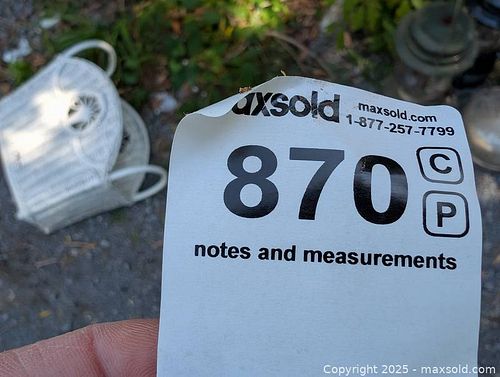 axsold
maxsold.com
1-877-257-7799
870
C
P
notes and measurements
Copyright 2025 - maxsold.com